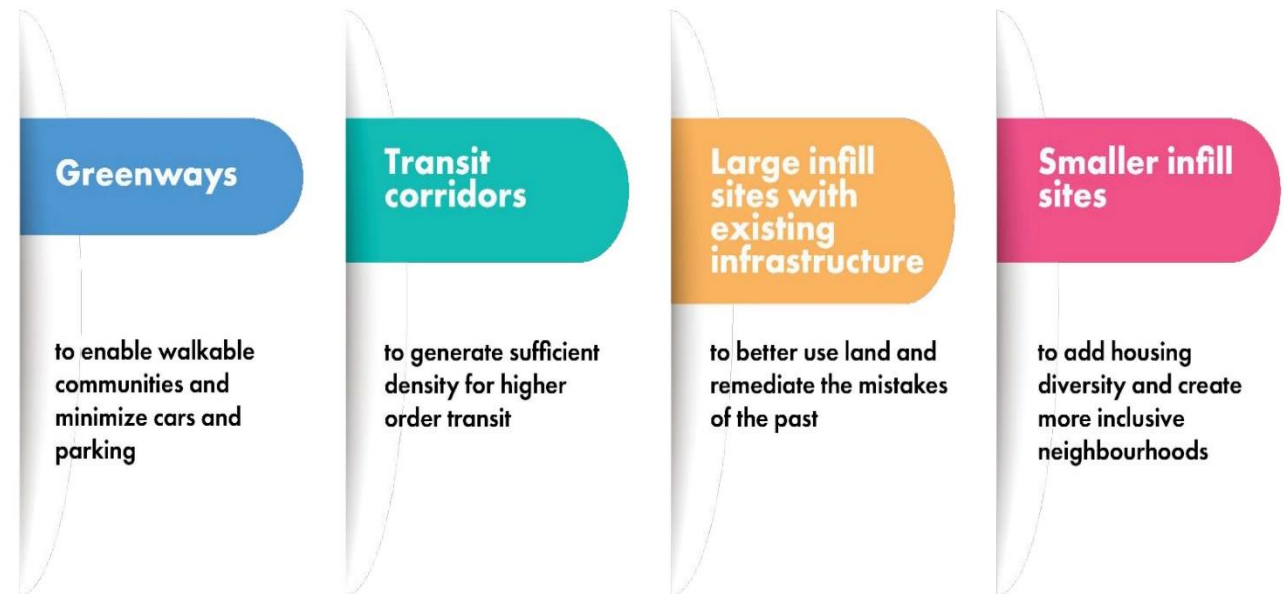 Greenways
to enable walkable
communities and
minimize cars and
parking
Transit
corridors
to generate sufficient
density for higher
order transit
Large infill
sites with
existing
infrastructure
to better use land and
remediate the mistakes
of the past
Smaller infill
sites
to add housing
diversity and create
more inclusive
neighbourhoods